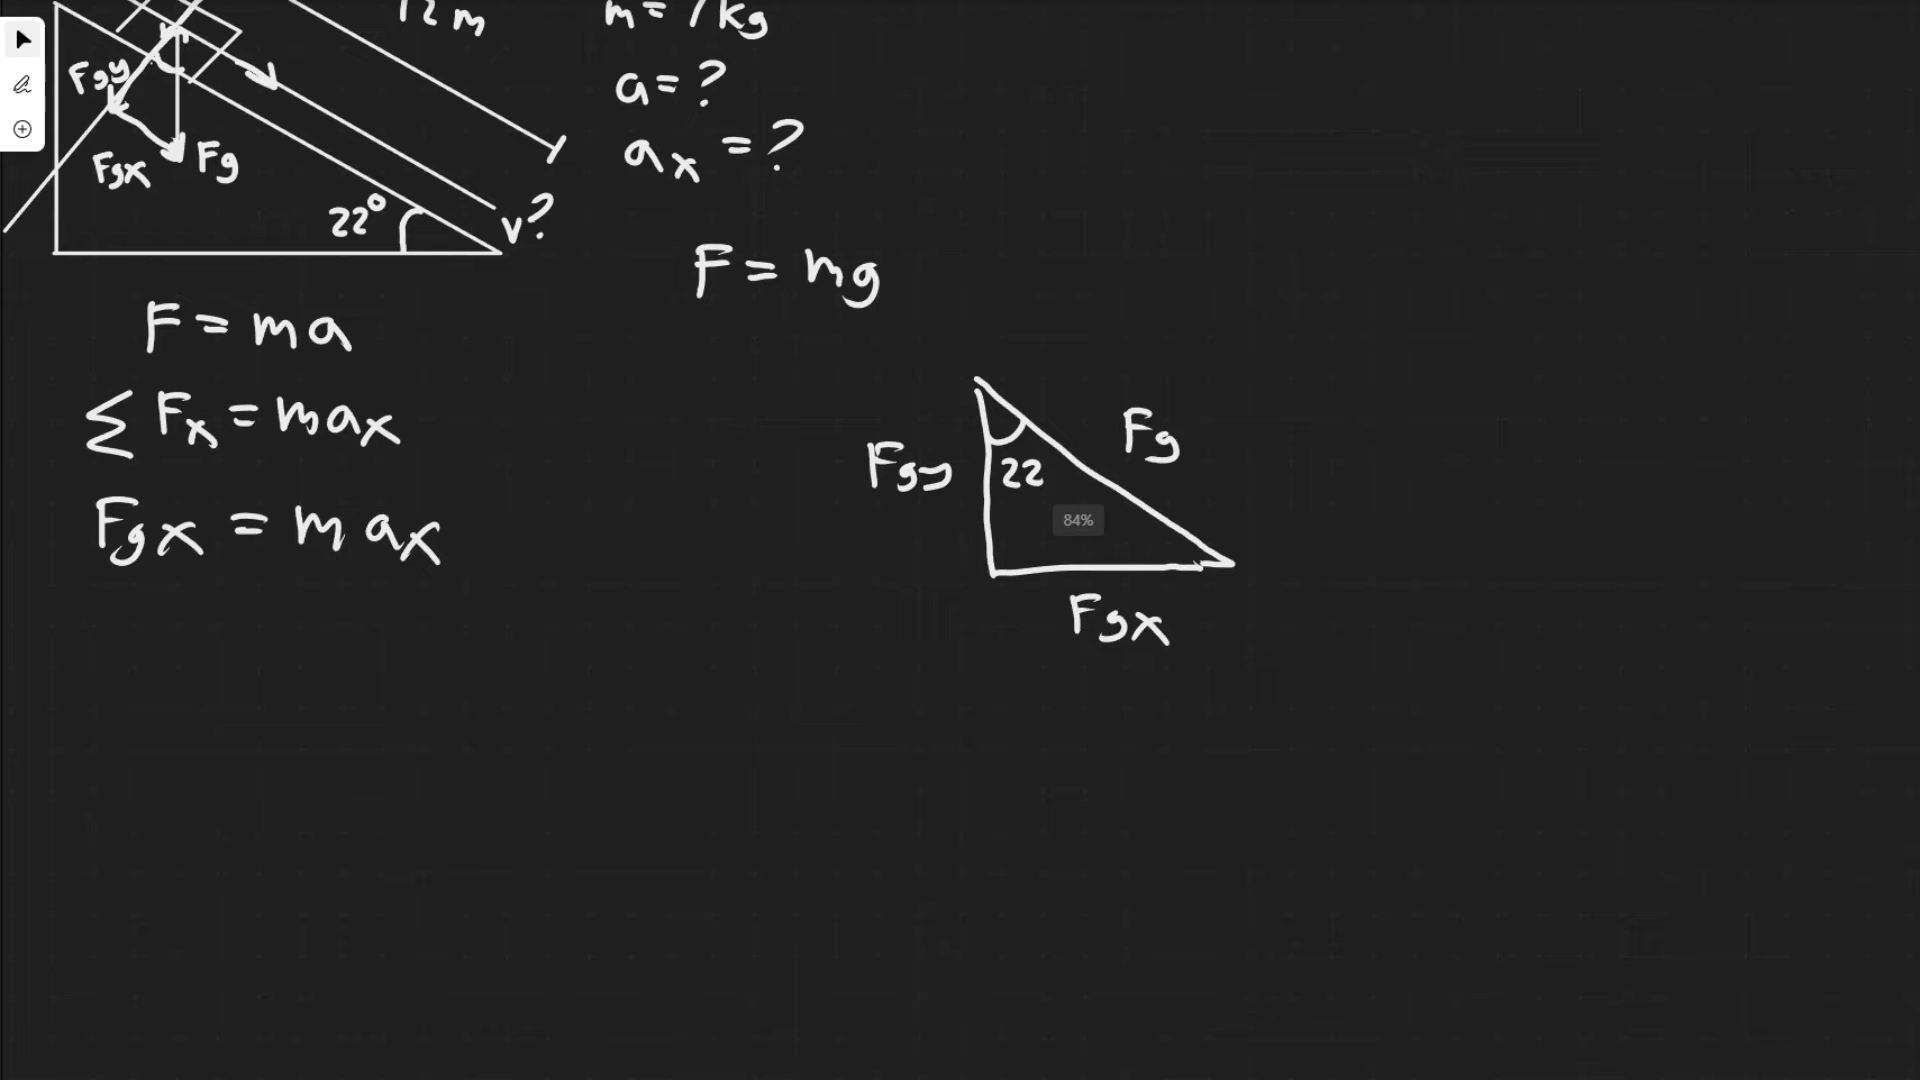 12 m
m = 7kg
Fgy
a = ?
ax = ?
Fgx
Fg
22°
v?
F = mg
F = ma
Σ Fx = max
Fgx = max
Fg
Fgy
22
84%
Fgx